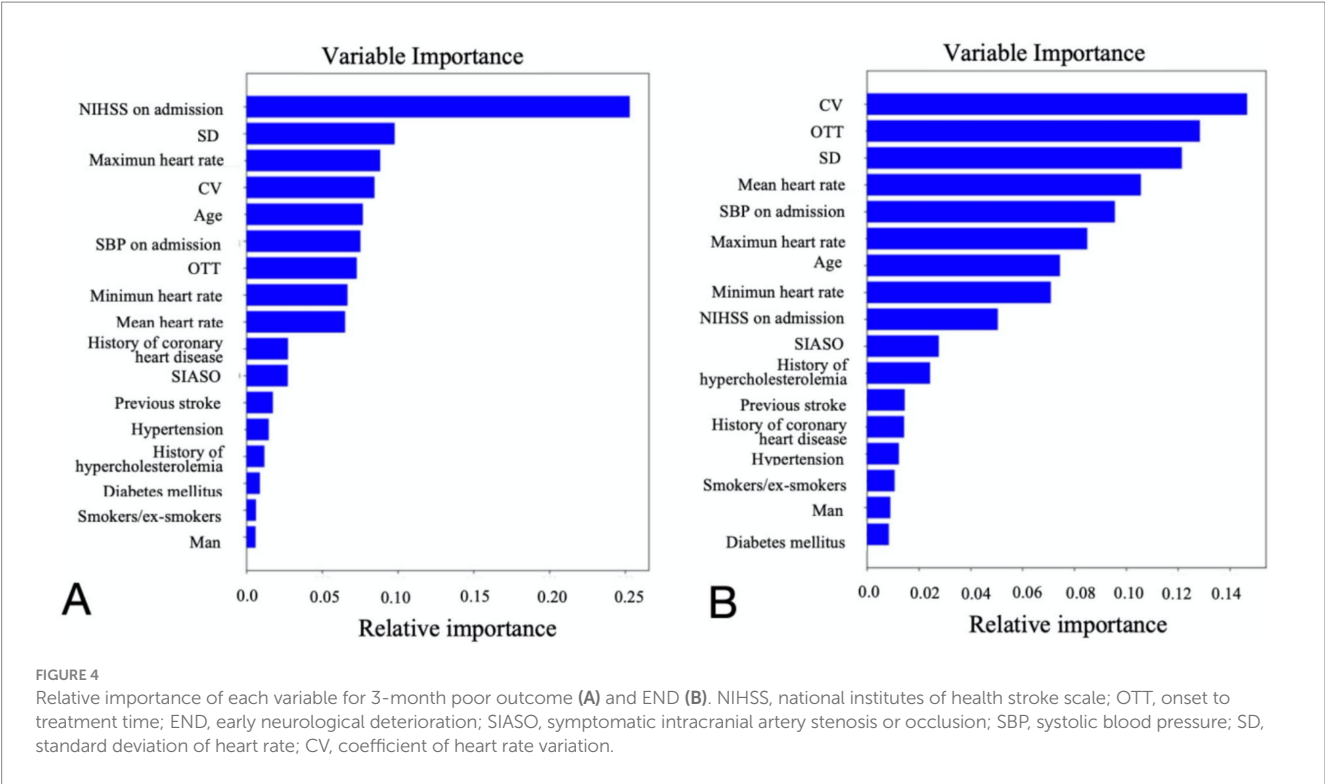 Variable Importance
NIHSS on admission
SD
Maximun heart rate
CV
Age
SBP on admission
OTT
Minimun heart rate
Mean heart rate
History of coronary
heart disease
SIASO
Previous stroke
Hypertension
History of
hypercholesterolemia
Diabetes mellitus
Smokers/ex-smokers
Man
0.0 0.05 0.10 0.15 0.20 0.25
Relative importance
A
Variable Importance
CV
OTT
SD
Mean heart rate
SBP on admission
Maximun heart rate
Age
Minimun heart rate
NIHSS on admission
SIASO
History of
hypercholesterolemia
Previous stroke
History of coronary
heart disease
Hypertension
Smokers/ex-smokers
Man
Diabetes mellitus
0.0 0.02 0.04 0.06 0.08 0.10 0.12 0.14
Relative importance
B
FIGURE 4
Relative importance of each variable for 3-month poor outcome (A) and END (B). NIHSS, national institutes of health stroke scale; OTT, onset to
treatment time; END, early neurological deterioration; SIASO, symptomatic intracranial artery stenosis or occlusion; SBP, systolic blood pressure; SD,
standard deviation of heart rate; CV, coefficient of heart rate variation.